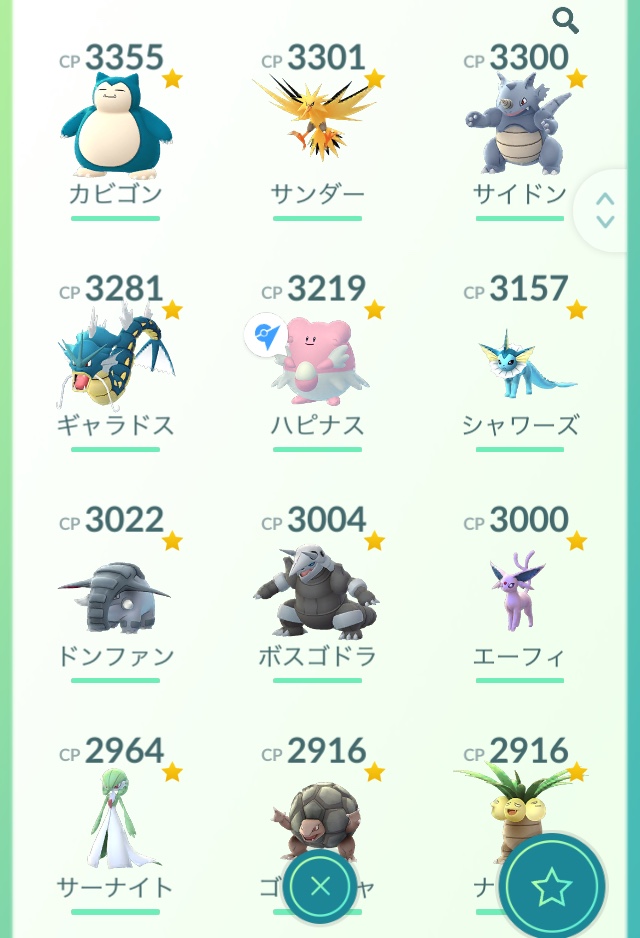 CP 3355 CP 3301 CP 3300
カビゴン サンダー サイドン
CP 3281 CP 3219 CP 3157
ギャラドス ハピナス シャワーズ
CP 3022 CP 3004 CP 3000
ドンファン ボスゴドラ エーフィ
CP 2964 CP 2916 CP 2916
サーナイト ゴ ャ ナ